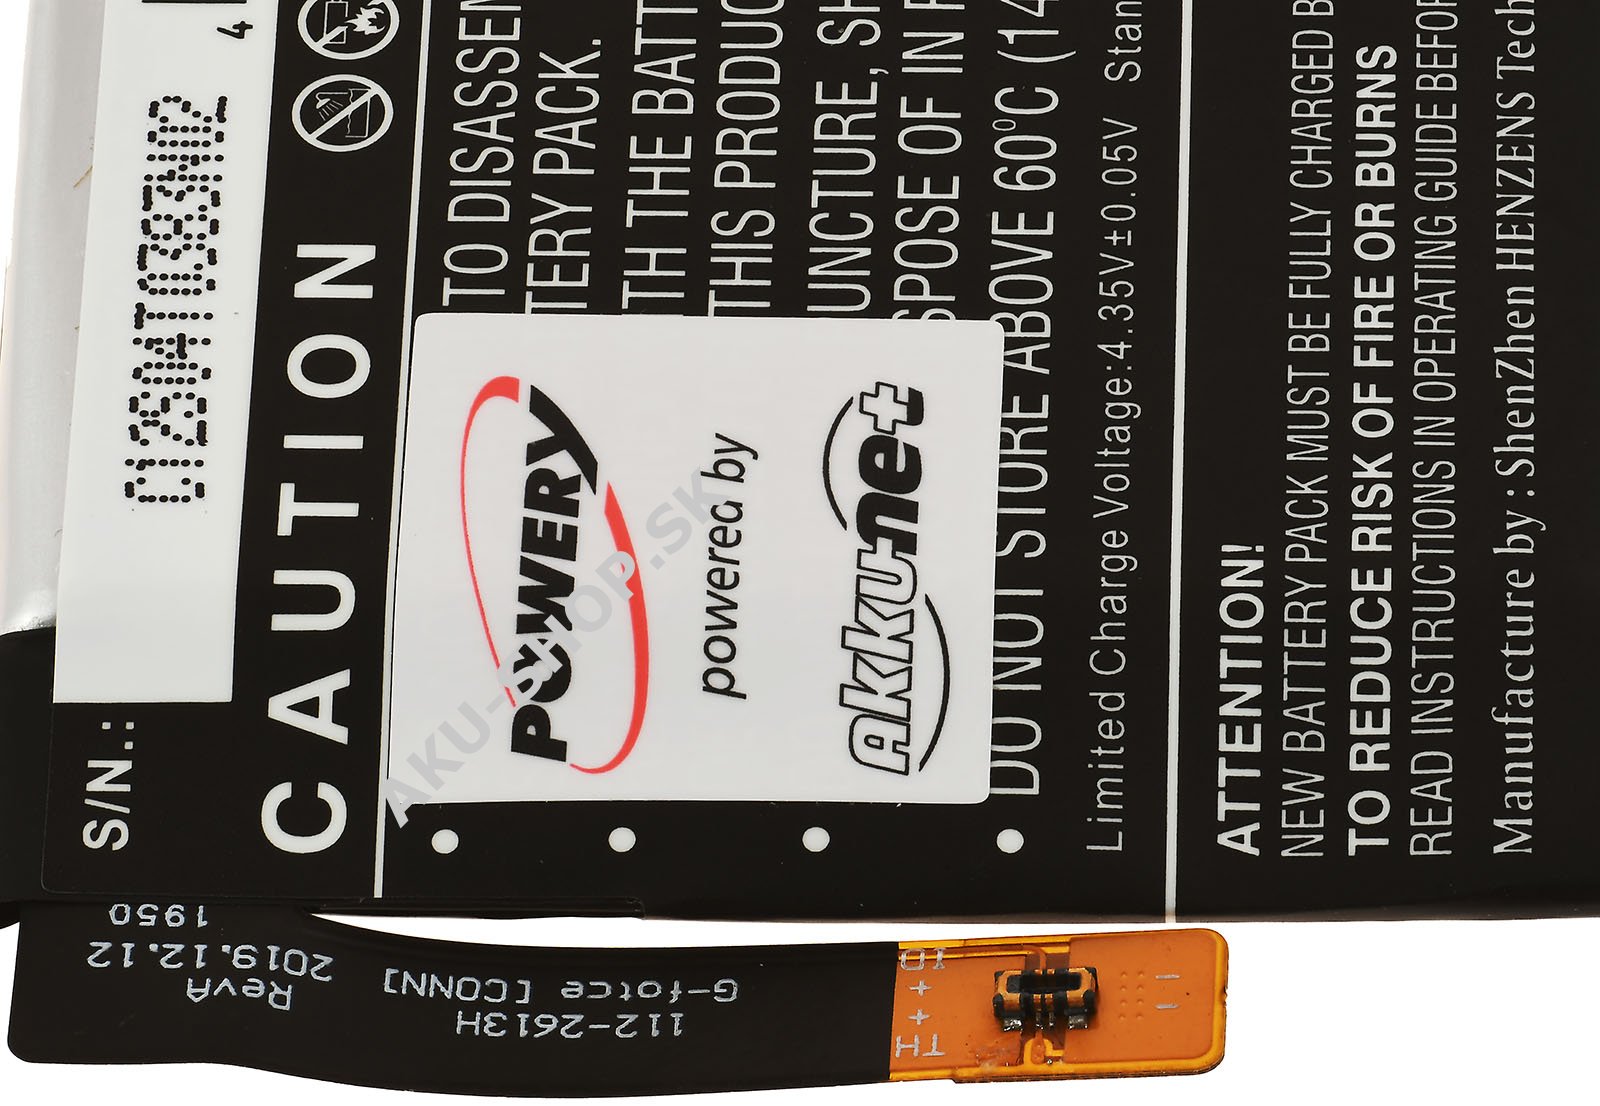 4
C12S0AT0383W02
S/N.:
CAUTION
TO DISASSEM
TERY PACK.
TH THE BATT
THIS PRODUC
UNCTURE, SH
SPOSE OF IN F
DO NOT STORE ABOVE 60°C (14
Limited Charge Voltage:4.35V±0.05V Stan
POWERY
powered by
akku-net
AKU-SHOP.SK
ATTENTION!
NEW BATTERY PACK MUST BE FULLY CHARGED B
TO REDUCE RISK OF FIRE OR BURNS
READ INSTRUCTIONS IN OPERATING GUIDE BEFOR
Manufacture by : ShenZhen HENZENS Tech
112-2613H
G-fotce [CONN]
RevA
2019.12.12
1950
TH + + ID
- -